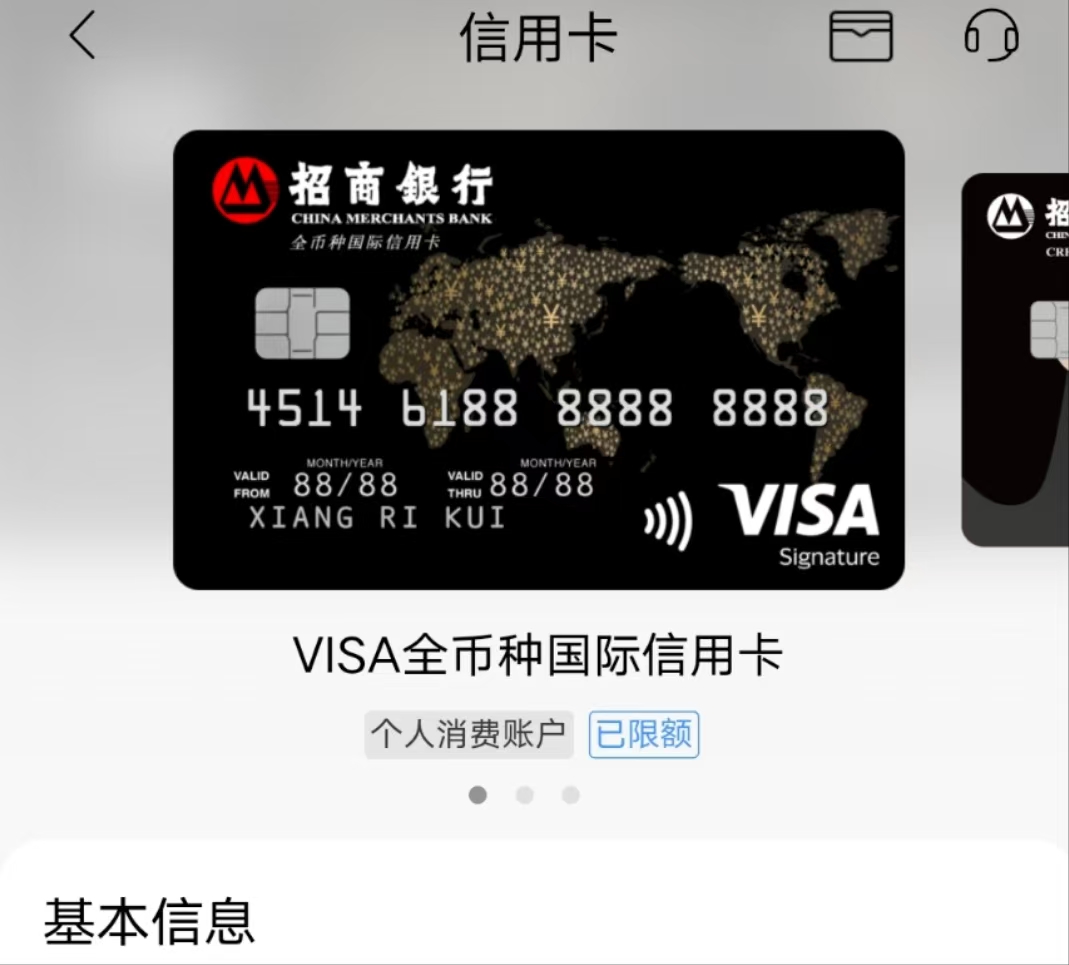 信用卡
招商銀行
CHINA MERCHANTS BANK
全币种国际信用卡
4514 6188 8888 8888
MONTH/YEAR MONTH/YEAR
VALID FROM 88/88 VALID THRU 88/88
XIANG RI KUI
VISA
Signature
招
VISA全币种国际信用卡
个人消费账户 已限额
基本信息